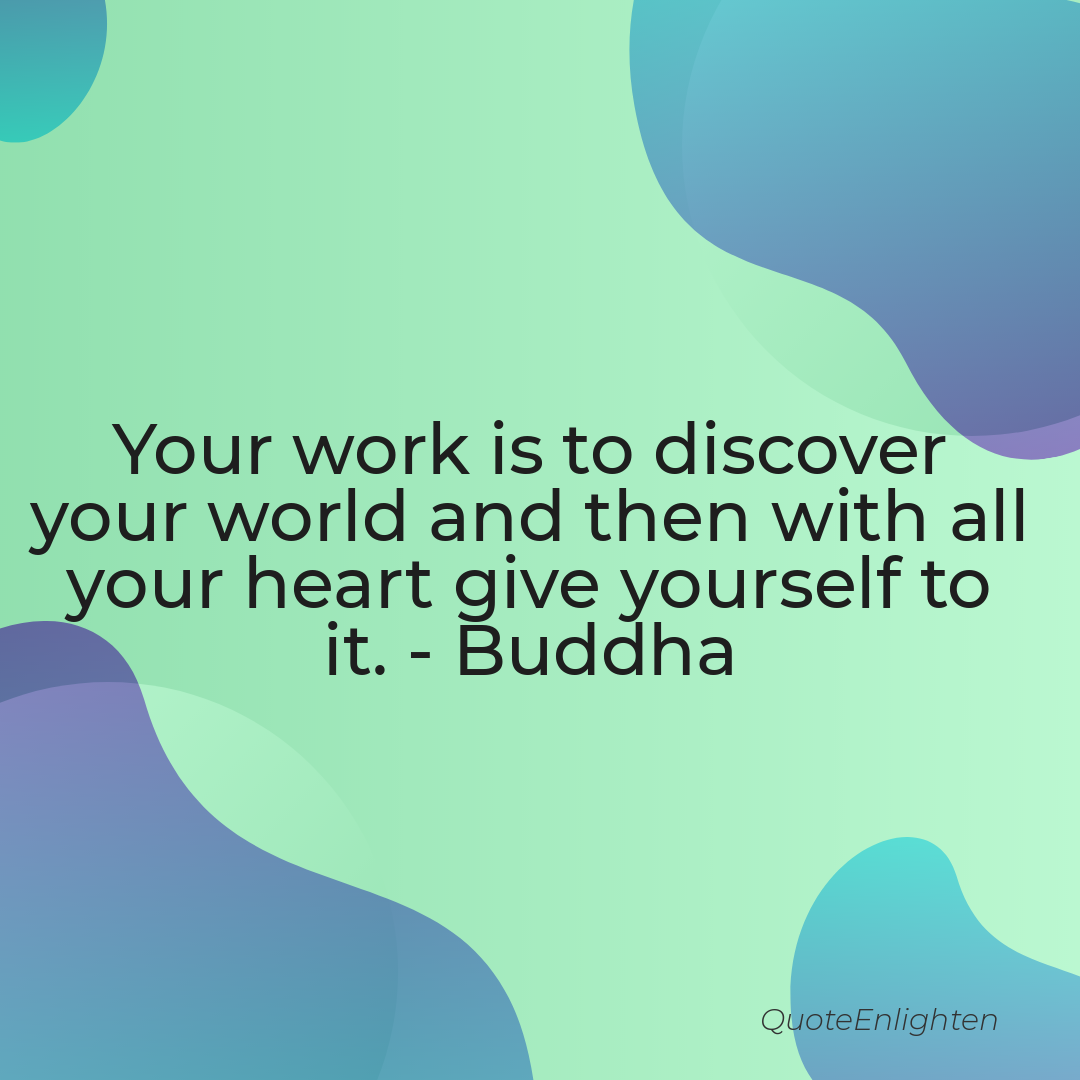 Your work is to discover
your world and then with all
your heart give yourself to
it. - Buddha
QuoteEnlighten